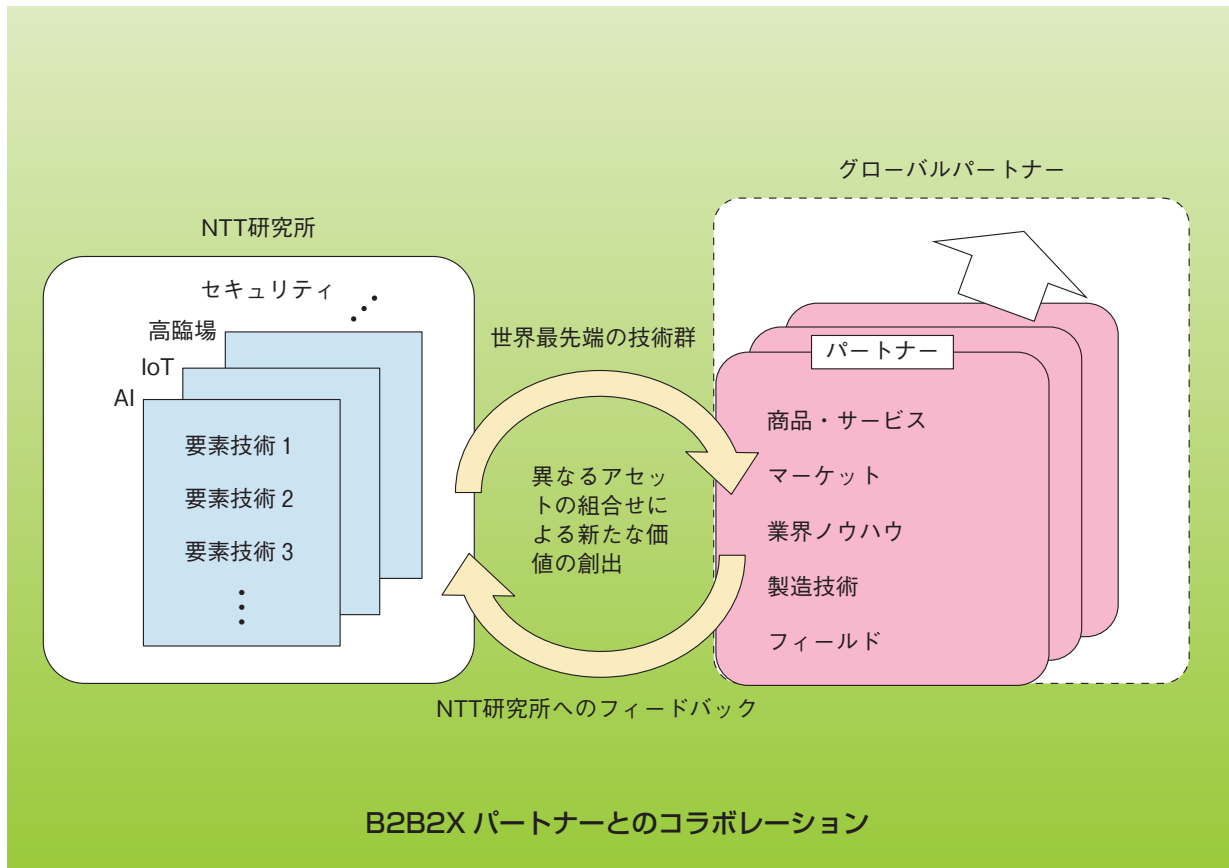 グローバルパートナー
NTT研究所
セキュリティ
高臨場
IoT
AI
要素技術 1
要素技術 2
要素技術 3
世界最先端の技術群
異なるアセッ
トの組合せに
よる新たな価
値の創出
NTT研究所へのフィードバック
パートナー
商品・サービス
マーケット
業界ノウハウ
製造技術
フィールド
B2B2X パートナーとのコラボレーション